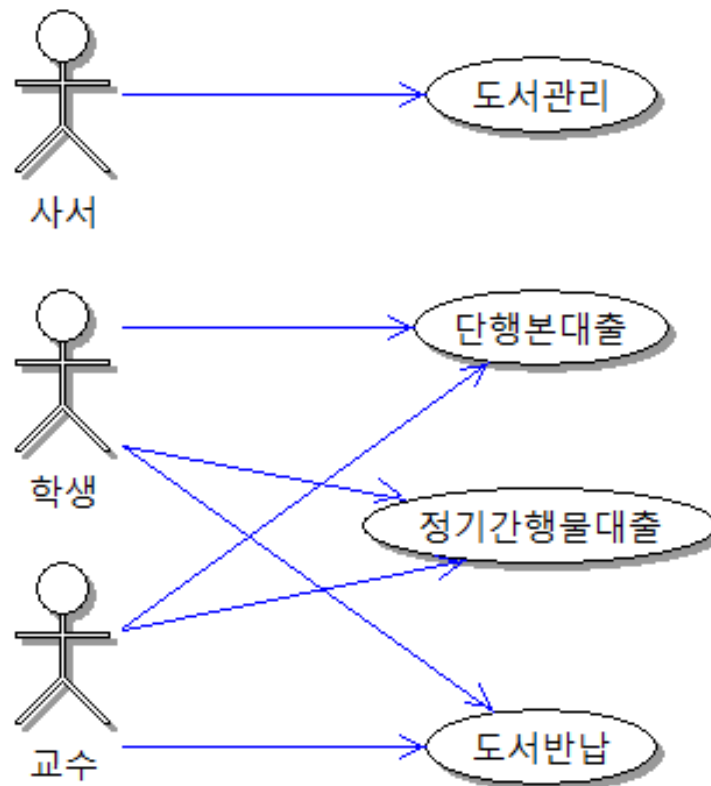 도서관리
사서
단행본대출
학생
정기간행물대출
교수
도서반납